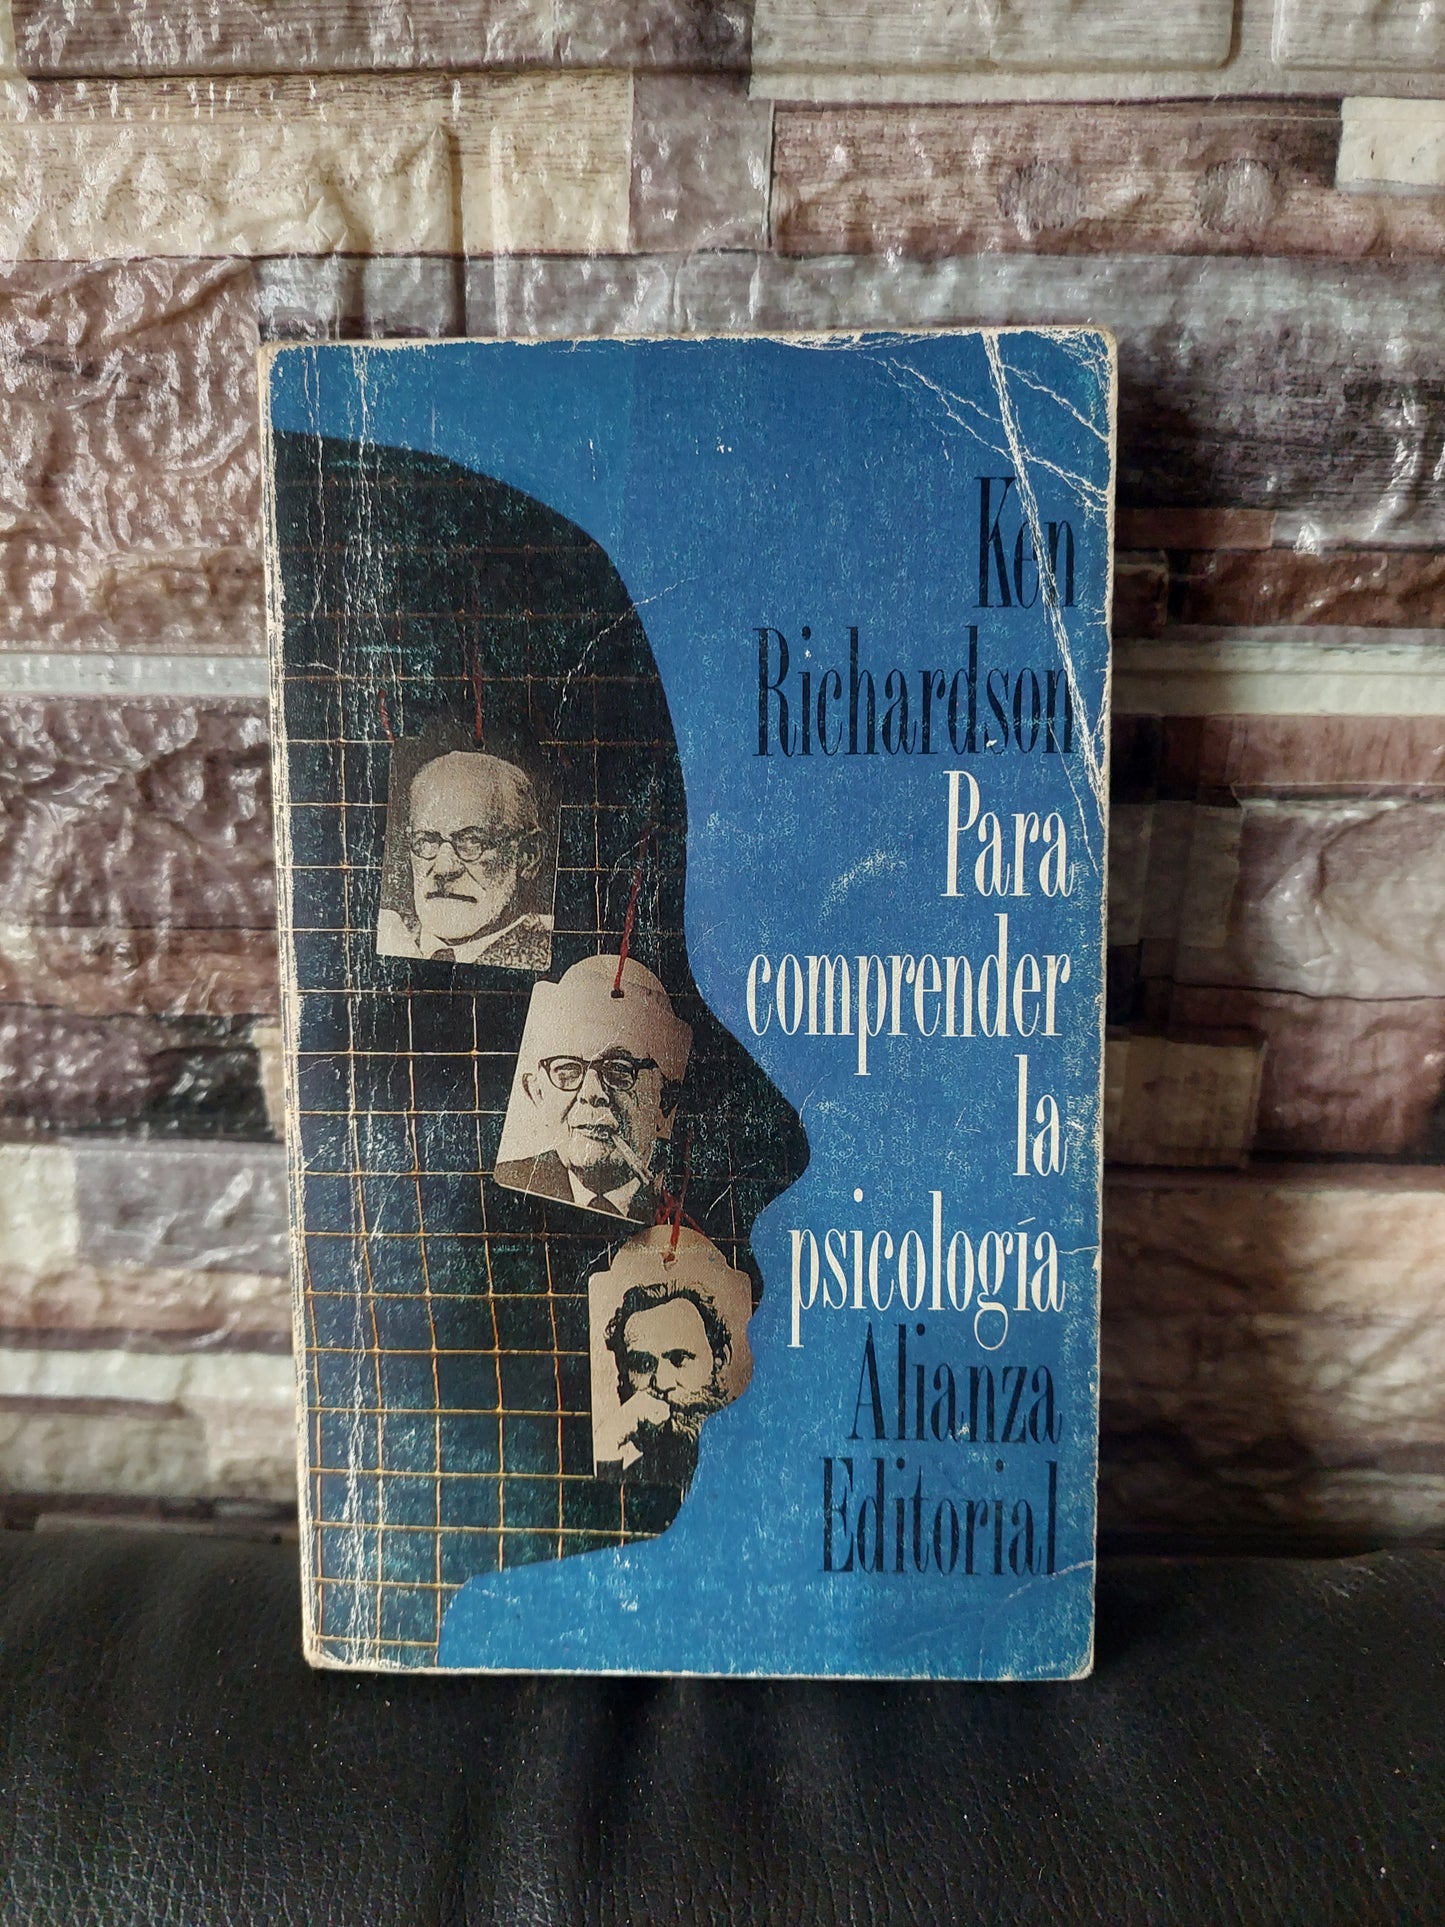 Ken
Richardson
Para
comprender
la
psicología
Alianza
Editorial